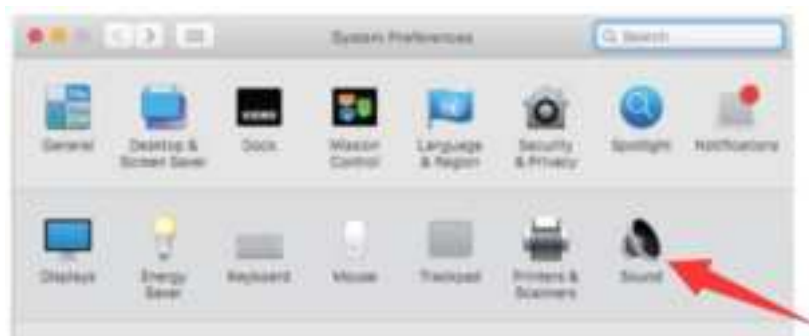 System Preferences
Search
General
Desktop &
Screen Saver
Dock
Mission
Control
Language
& Region
Security
& Privacy
Spotlight
Notifications
Displays
Energy
Saver
Keyboard
Mouse
Trackpad
Printers &
Scanners
Sound